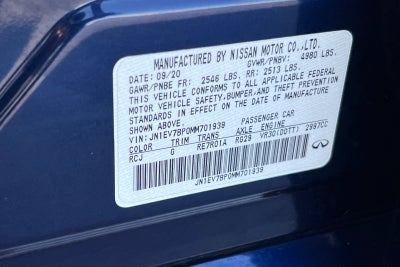 MANUFACTURED BY NISSAN MOTOR CO.,LTD.
DATE: 09/20 GVWR/PNBV: 4980 LBS.
GAWR/PNBE FR: 2546 LBS. RR: 2513 LBS.
THIS VEHICLE CONFORMS TO ALL APPLICABLE FEDERAL
MOTOR VEHICLE SAFETY,BUMPER,AND THEFT PREVENTION
STANDARDS IN EFFECT ON THE DATE OF MANUFACTURE
SHOWN ABOVE.
VIN: JN1EV7BP0MM701939 PASSENGER CAR
COLOR TRIM TRANS AXLE ENGINE
RCJ G RE7R01A RG29 VR30(DDTT) 2997CC
JN1EV7BP0MM701939